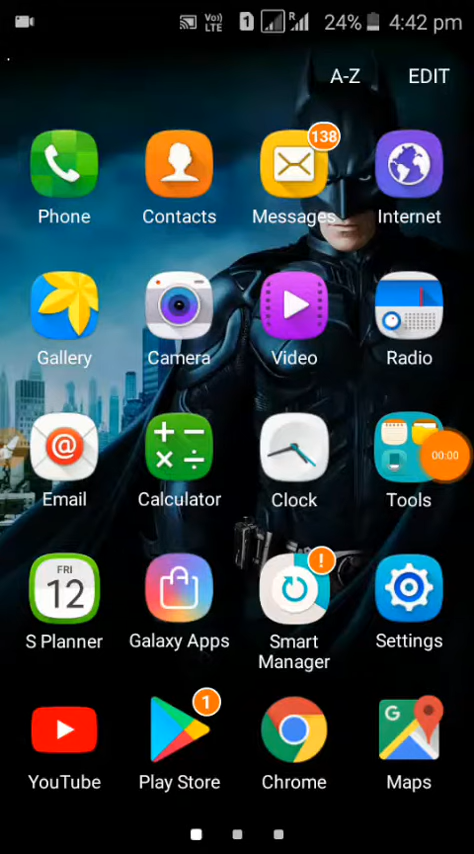 Vo)) LTE 1 R 24% 4:42 pm
A-Z EDIT
138
Phone Contacts Messages Internet
Gallery Camera Video Radio
00:00
Email Calculator Clock Tools
FRI
12
!
S Planner Galaxy Apps Smart Manager Settings
1
G
YouTube Play Store Chrome Maps